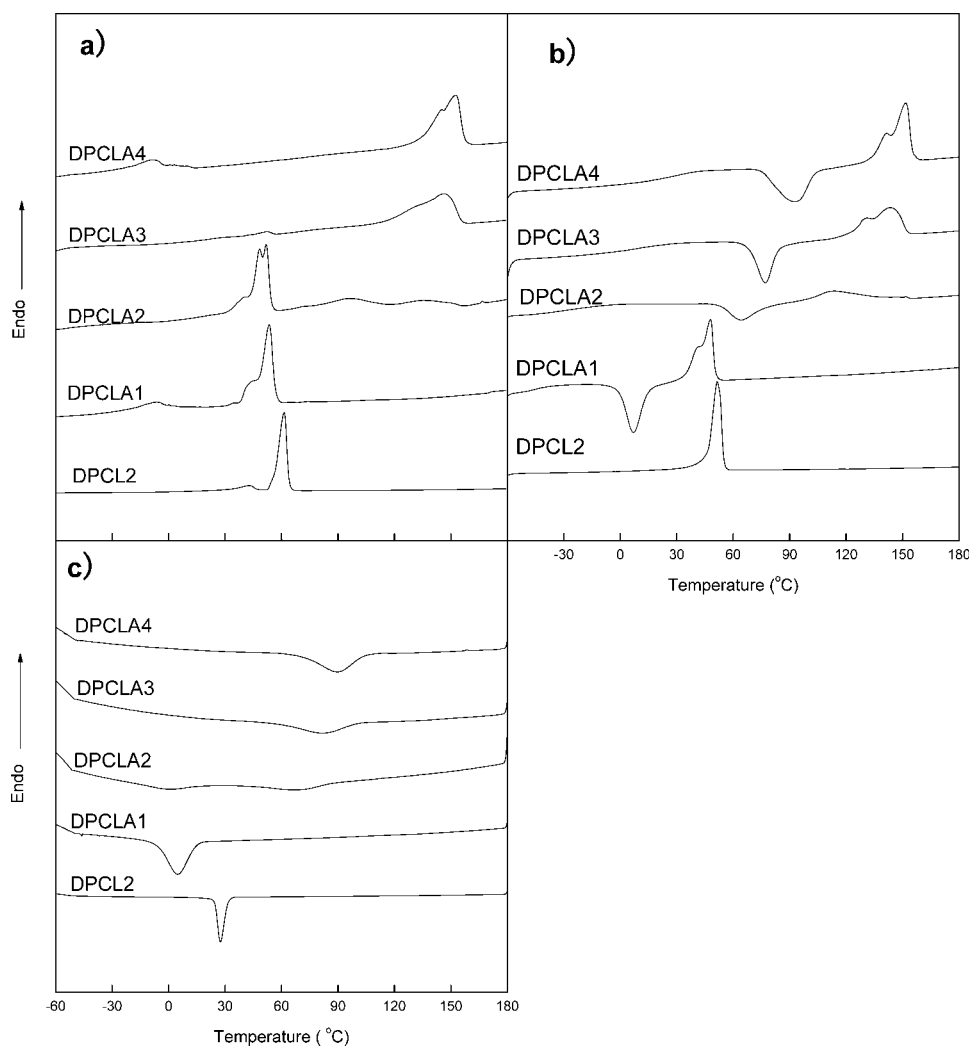 a)
DPCLA4
DPCLA3
DPCLA2
DPCLA1
DPCL2
Endo
b)
DPCLA4
DPCLA3
DPCLA2
DPCLA1
DPCL2
-30 0 30 60 90 120 150 180
Temperature (°C)
c)
DPCLA4
DPCLA3
DPCLA2
DPCLA1
DPCL2
Endo
-60 -30 0 30 60 90 120 150 180
Temperature ( °C)